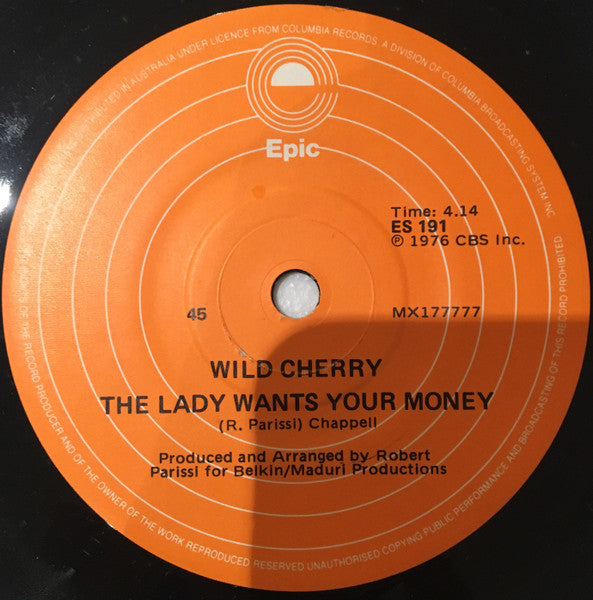 DISTRIBUTED IN AUSTRALIA UNDER LICENCE FROM COLUMBIA RECORDS, A DIVISION OF COLUMBIA BROADCASTING SYSTEM INC
Epic
Time: 4.14
ES 191
℗ 1976 CBS Inc.
45
MX177777
WILD CHERRY
THE LADY WANTS YOUR MONEY
(R. Parissi) Chappell
Produced and Arranged by Robert
Parissi for Belkin/Maduri Productions
OF THE RECORD PRODUCER AND OF THE OWNER OF THE WORK REPRODUCED RESERVED UNAUTHORISED COPYING PUBLIC PERFORMANCE AND BROADCASTING OF THIS RECORD PROHIBITED